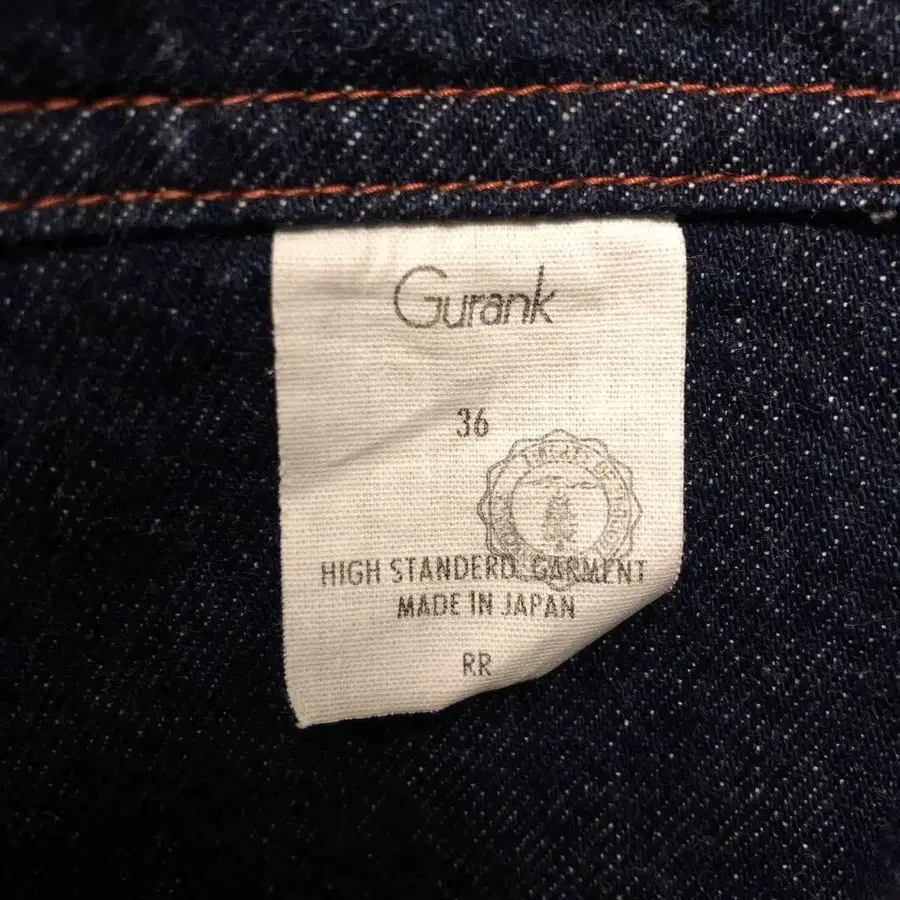 Gurank
36
HIGH STANDERD. GARMENT
MADE IN JAPAN
RR